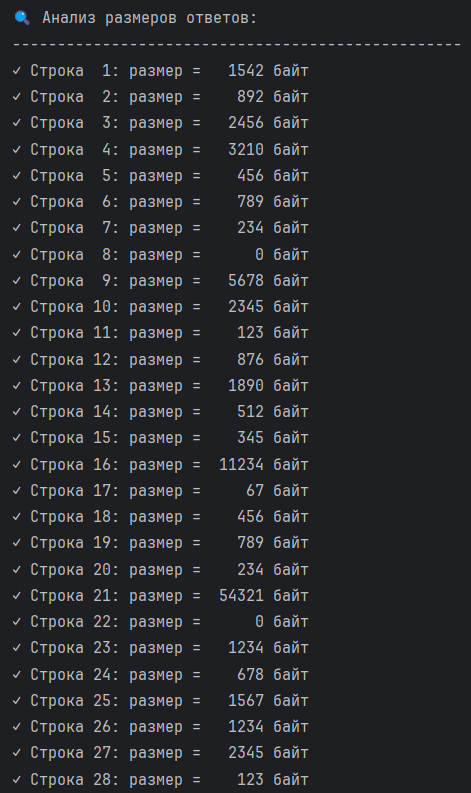 🔍 Анализ размеров ответов:
--------------------------------------------------
✓ Строка  1: размер =   1542 байт
✓ Строка  2: размер =    892 байт
✓ Строка  3: размер =   2456 байт
✓ Строка  4: размер =   3210 байт
✓ Строка  5: размер =    456 байт
✓ Строка  6: размер =    789 байт
✓ Строка  7: размер =    234 байт
✓ Строка  8: размер =      0 байт
✓ Строка  9: размер =   5678 байт
✓ Строка 10: размер =   2345 байт
✓ Строка 11: размер =    123 байт
✓ Строка 12: размер =    876 байт
✓ Строка 13: размер =   1890 байт
✓ Строка 14: размер =    512 байт
✓ Строка 15: размер =    345 байт
✓ Строка 16: размер =  11234 байт
✓ Строка 17: размер =     67 байт
✓ Строка 18: размер =    456 байт
✓ Строка 19: размер =    789 байт
✓ Строка 20: размер =    234 байт
✓ Строка 21: размер =  54321 байт
✓ Строка 22: размер =      0 байт
✓ Строка 23: размер =   1234 байт
✓ Строка 24: размер =    678 байт
✓ Строка 25: размер =   1567 байт
✓ Строка 26: размер =   1234 байт
✓ Строка 27: размер =   2345 байт
✓ Строка 28: размер =    123 байт